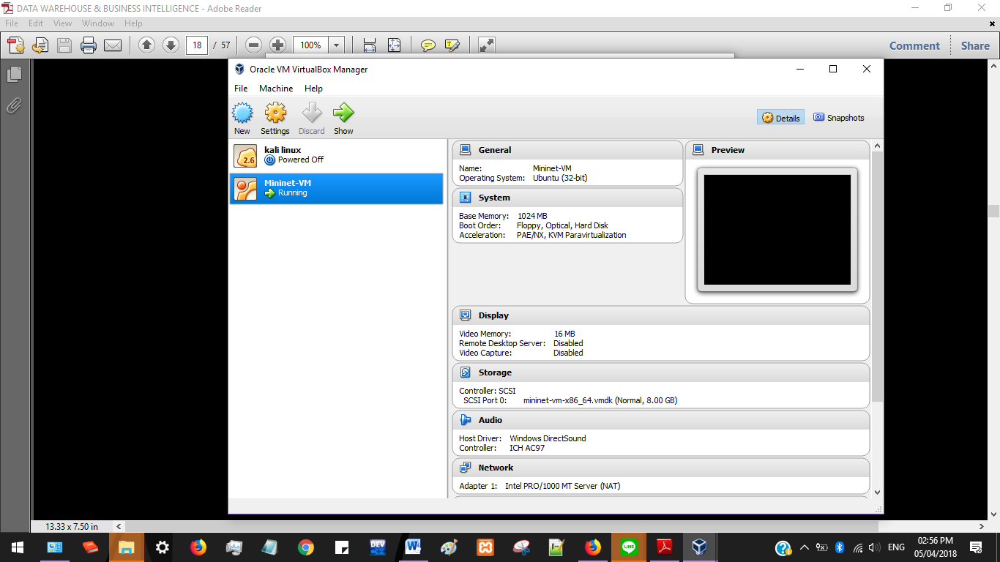 DATA WAREHOUSE & BUSINESS INTELLIGENCE - Adobe Reader
File Edit View Window Help
18 / 57 100% Comment Share
Oracle VM VirtualBox Manager
File Machine Help
New Settings Discard Show Details Snapshots
2.6 kali linux
Powered Off
Mininet-VM
Running
General
Name: Mininet-VM
Operating System: Ubuntu (32-bit)
System
Base Memory: 1024 MB
Boot Order: Floppy, Optical, Hard Disk
Acceleration: PAE/NX, KVM Paravirtualization
Preview
Display
Video Memory: 16 MB
Remote Desktop Server: Disabled
Video Capture: Disabled
Storage
Controller: SCSI
SCSI Port 0: mininet-vm-x86_64.vmdk (Normal, 8.00 GB)
Audio
Host Driver: Windows DirectSound
Controller: ICH AC97
Network
Adapter 1: Intel PRO/1000 MT Server (NAT)
13.33 x 7.50 in
DEV
LINE
ENG
02:56 PM
05/04/2018